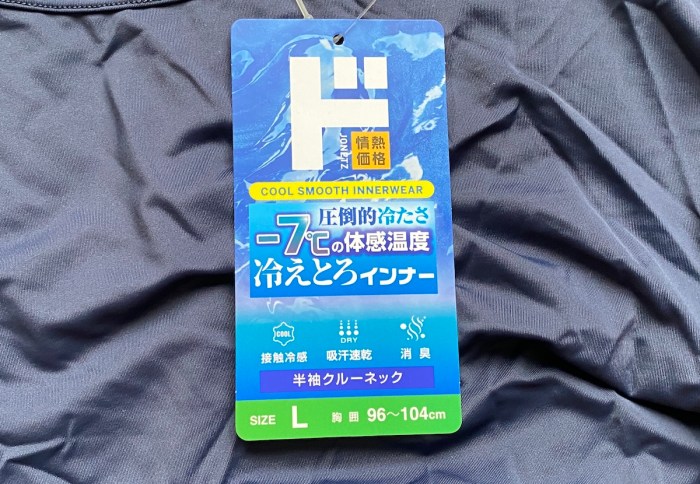 ド
JONETZ
情熱
価格
COOL SMOOTH INNERWEAR
圧倒的冷たさ
-7℃の体感温度
冷えとろインナー
COOL
DRY
接触冷感 吸汗速乾 消臭
半袖クルーネック
SIZE L 胸囲 96～104cm